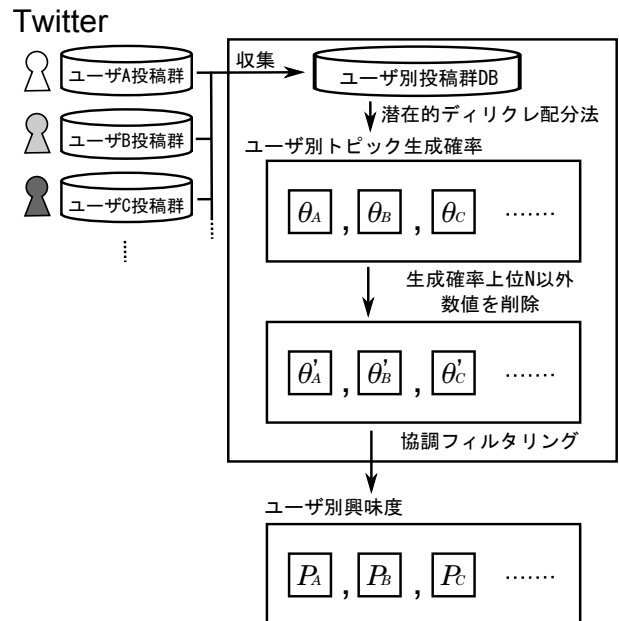 Twitter
ユーザA投稿群
ユーザB投稿群
ユーザC投稿群
収集
ユーザ別投稿群DB
潜在的ディリクレ配分法
ユーザ別トピック生成確率
θA , θB , θC ‥‥‥‥
生成確率上位N以外
数値を削除
θ'A , θ'B , θ'C ‥‥‥‥
協調フィルタリング
ユーザ別興味度
PA , PB , PC ‥‥‥‥